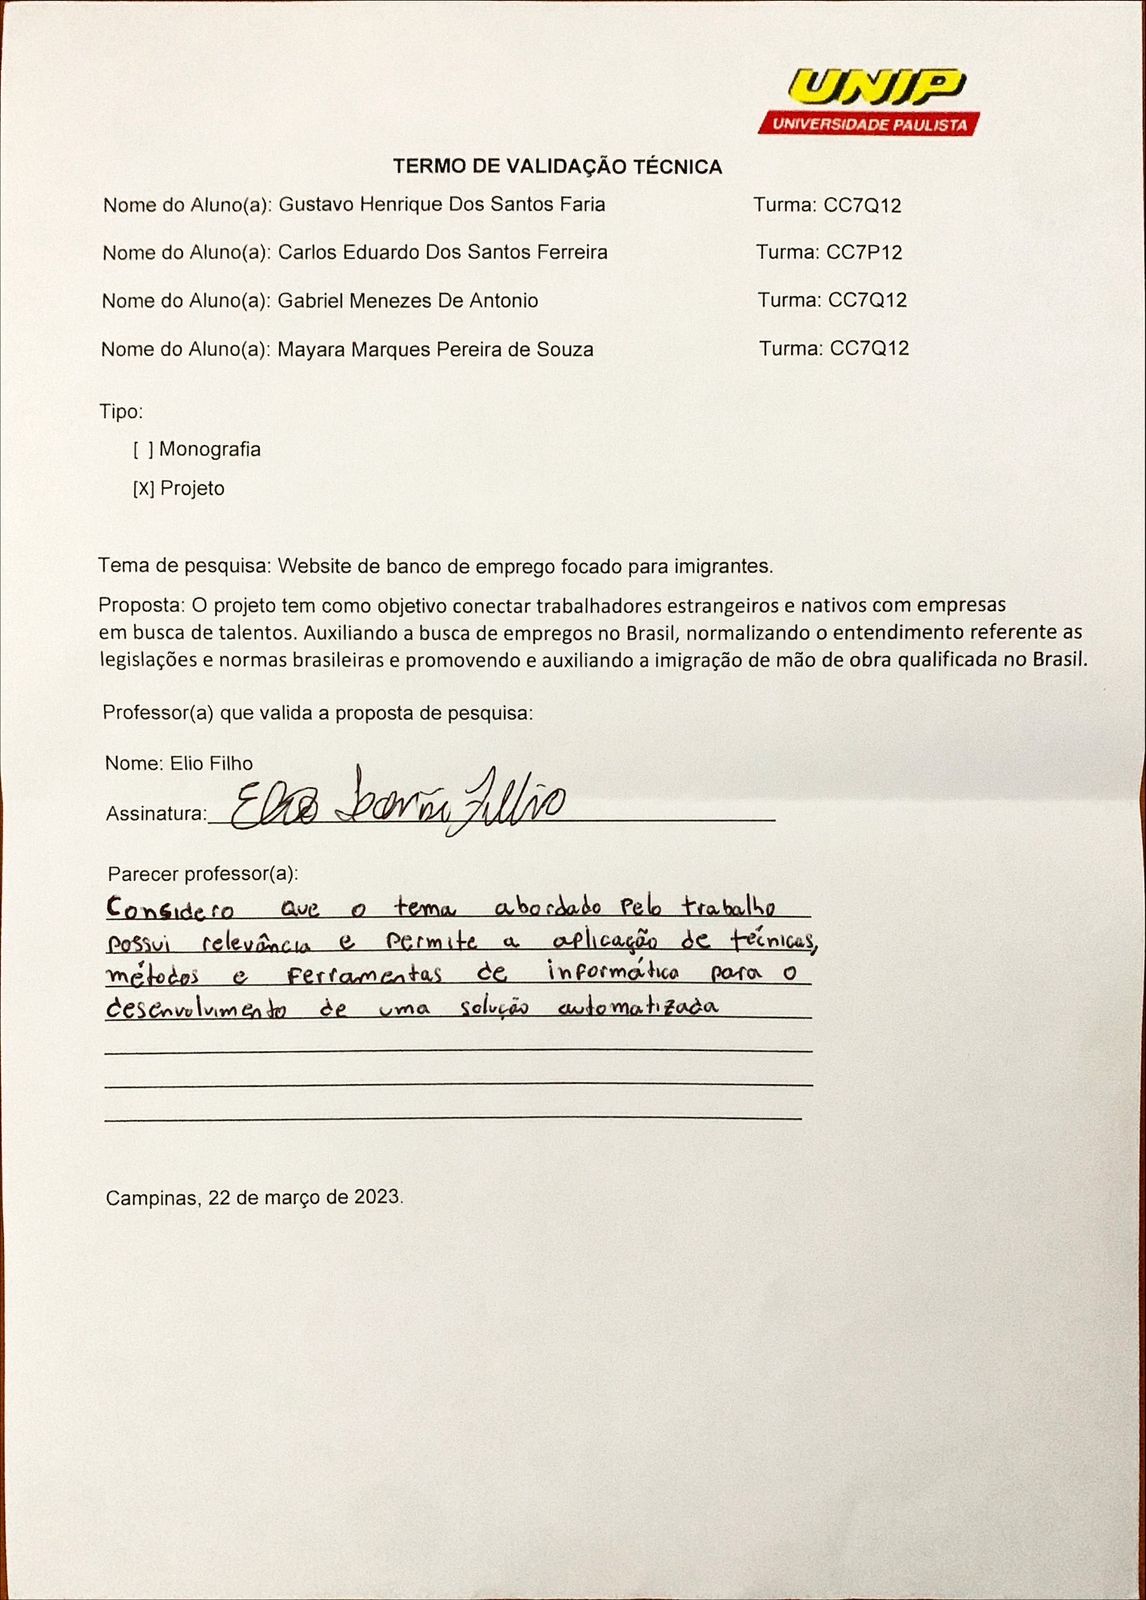 UNIP
UNIVERSIDADE PAULISTA
TERMO DE VALIDAÇÃO TÉCNICA
Nome do Aluno(a): Gustavo Henrique Dos Santos Faria Turma: CC7Q12
Nome do Aluno(a): Carlos Eduardo Dos Santos Ferreira Turma: CC7P12
Nome do Aluno(a): Gabriel Menezes De Antonio Turma: CC7Q12
Nome do Aluno(a): Mayara Marques Pereira de Souza Turma: CC7Q12
Tipo:
[ ] Monografia
[X] Projeto
Tema de pesquisa: Website de banco de emprego focado para imigrantes.
Proposta: O projeto tem como objetivo conectar trabalhadores estrangeiros e nativos com empresas
em busca de talentos. Auxiliando a busca de empregos no Brasil, normalizando o entendimento referente as
legislações e normas brasileiras e promovendo e auxiliando a imigração de mão de obra qualificada no Brasil.
Professor(a) que valida a proposta de pesquisa:
Nome: Elio Filho
Assinatura: Filho
Parecer professor(a):
Considero que o tema abordado pelo trabalho
possui relevância e permite a aplicação de técnicas,
métodos e ferramentas de informática para o
desenvolvimento de uma solução automatizada
Campinas, 22 de março de 2023.